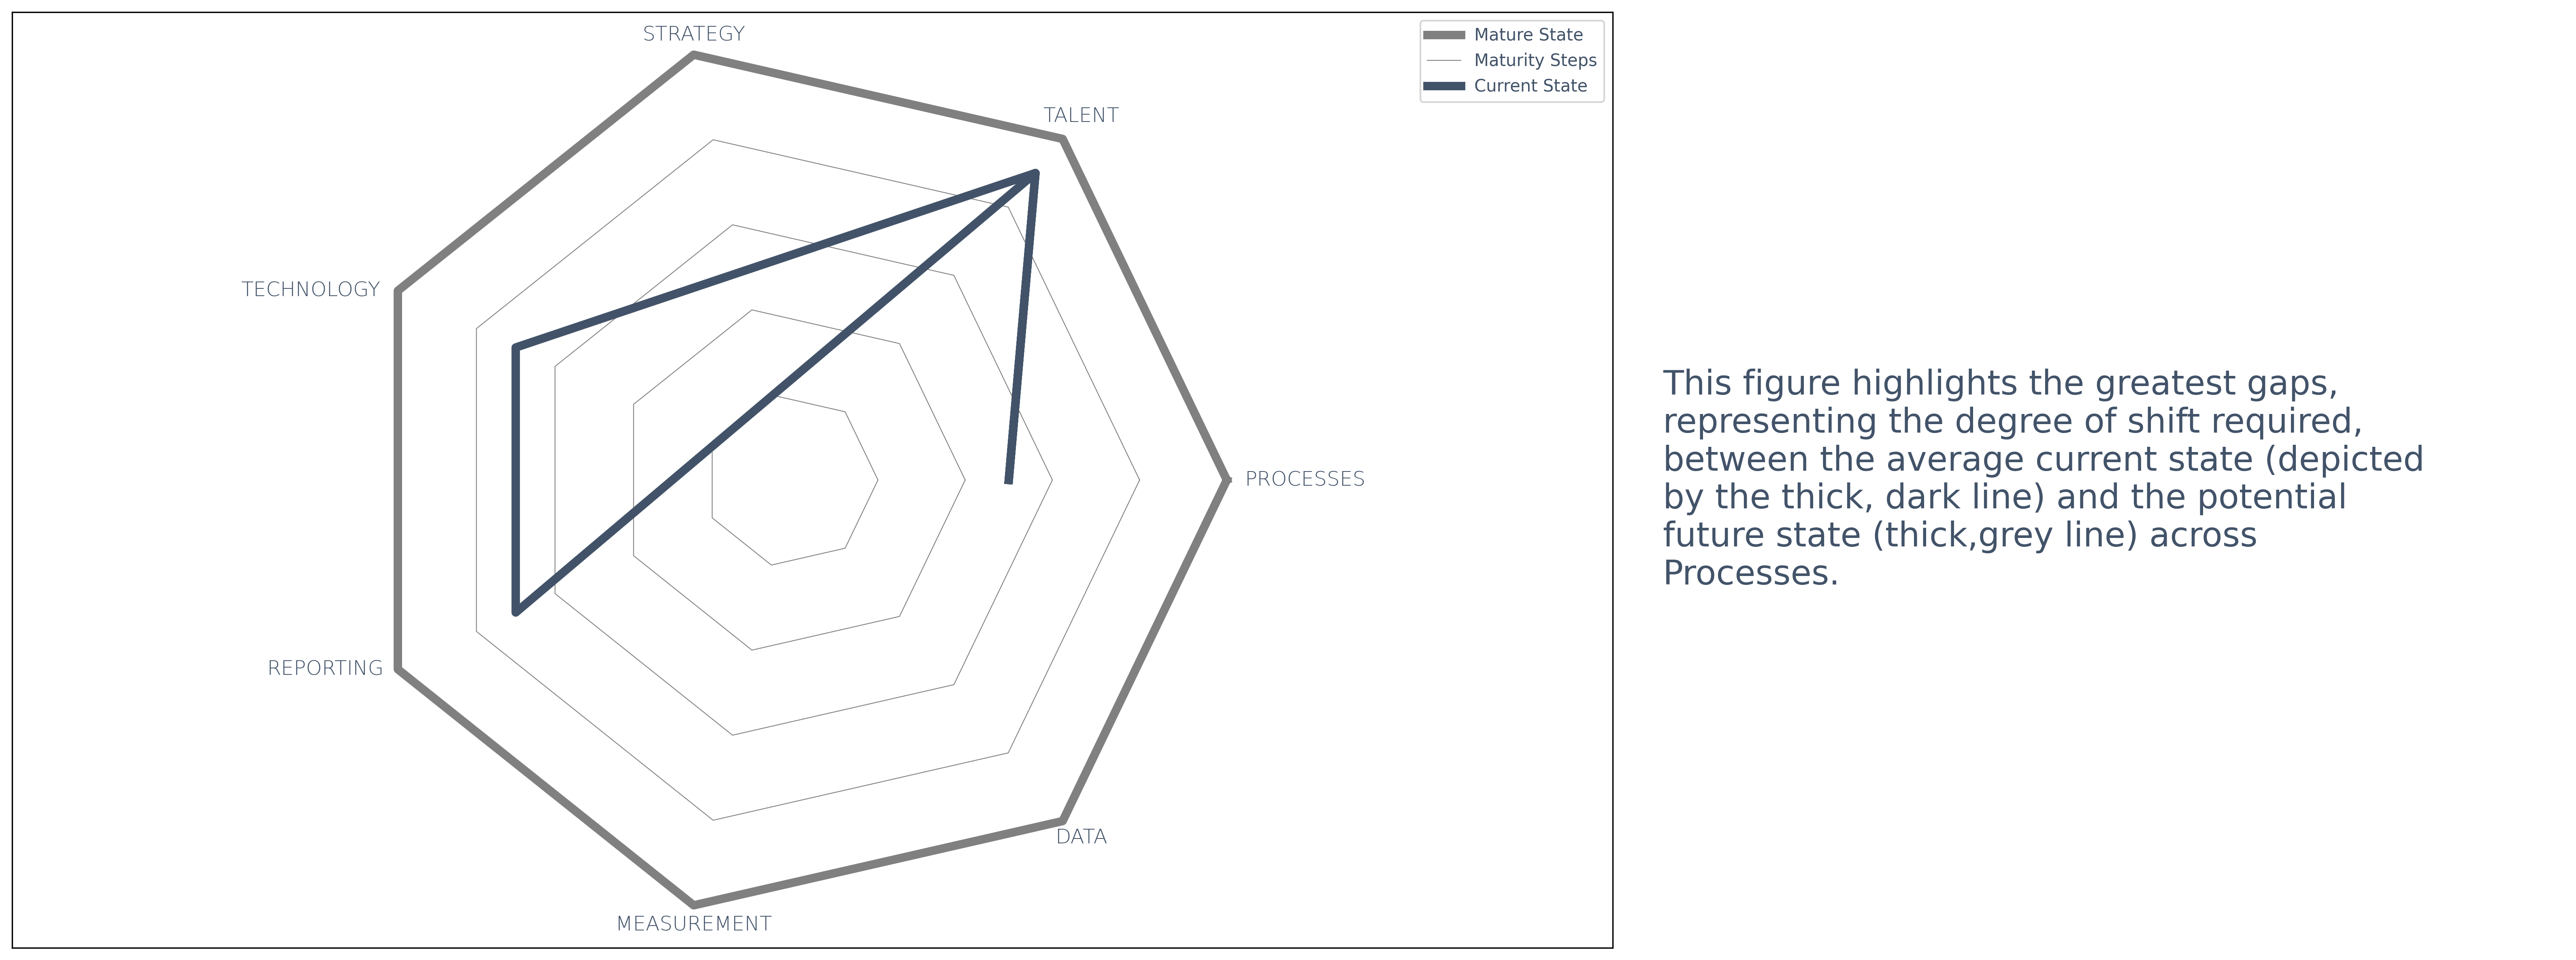 STRATEGY
Mature State
Maturity Steps
Current State
TALENT
TECHNOLOGY
PROCESSES
REPORTING
DATA
MEASUREMENT
This figure highlights the greatest gaps,
representing the degree of shift required,
between the average current state (depicted
by the thick, dark line) and the potential
future state (thick,grey line) across
Processes.